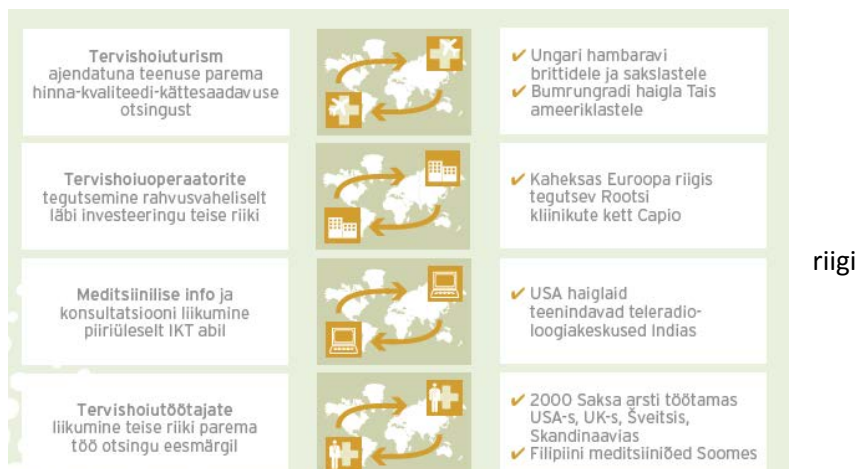 Tervishoiuturism
ajendatuna teenuse parema
hinna-kvaliteedi-kättesaadavuse
otsingust
✔ Ungari hambaravi
brittidele ja sakslastele
✔ Bumrungradi haigla Tais
ameeriklastele
Tervishoiuoperaatorite
tegutsemine rahvusvaheliselt
läbi investeeringu teise riiki
✔ Kaheksas Euroopa riigis
tegutsev Rootsi
kliinikute kett Capio
riigi
Meditsiinilise info ja
konsultatsiooni liikumine
piiriüleselt IKT abil
✔ USA haiglaid
teenindavad teleradio-
loogiakeskused Indias
Tervishoiutöötajate
liikumine teise riiki parema
töö otsingu eesmärgil
✔ 2000 Saksa arsti töötamas
USA-s, UK-s, Šveitsis,
Skandinaavias
✔ Filipiini meditsiiniõed Soomes